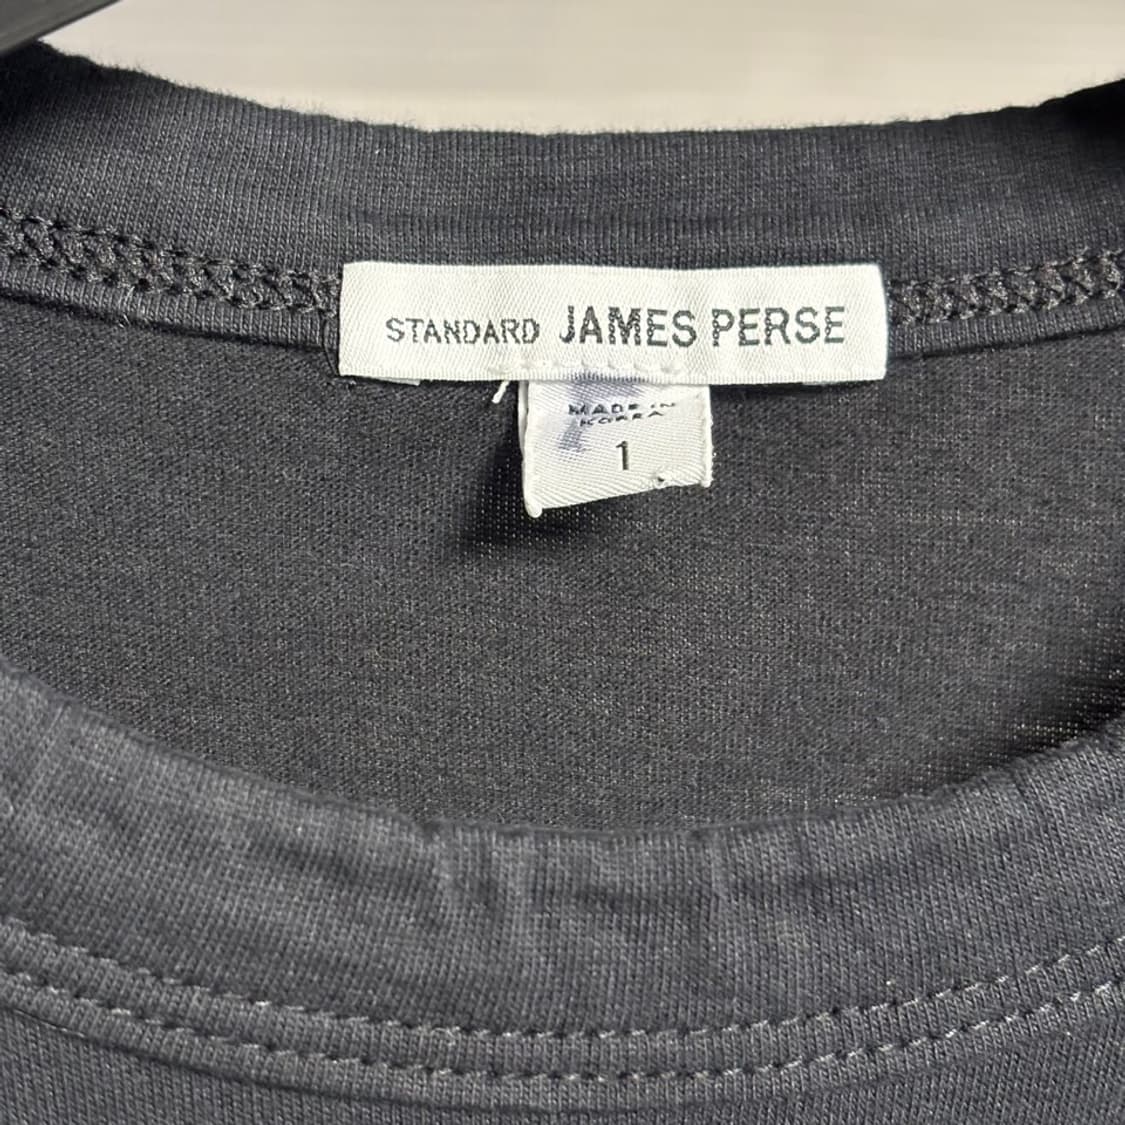 STANDARD JAMES PERSE
MADE IN
KOREA
1